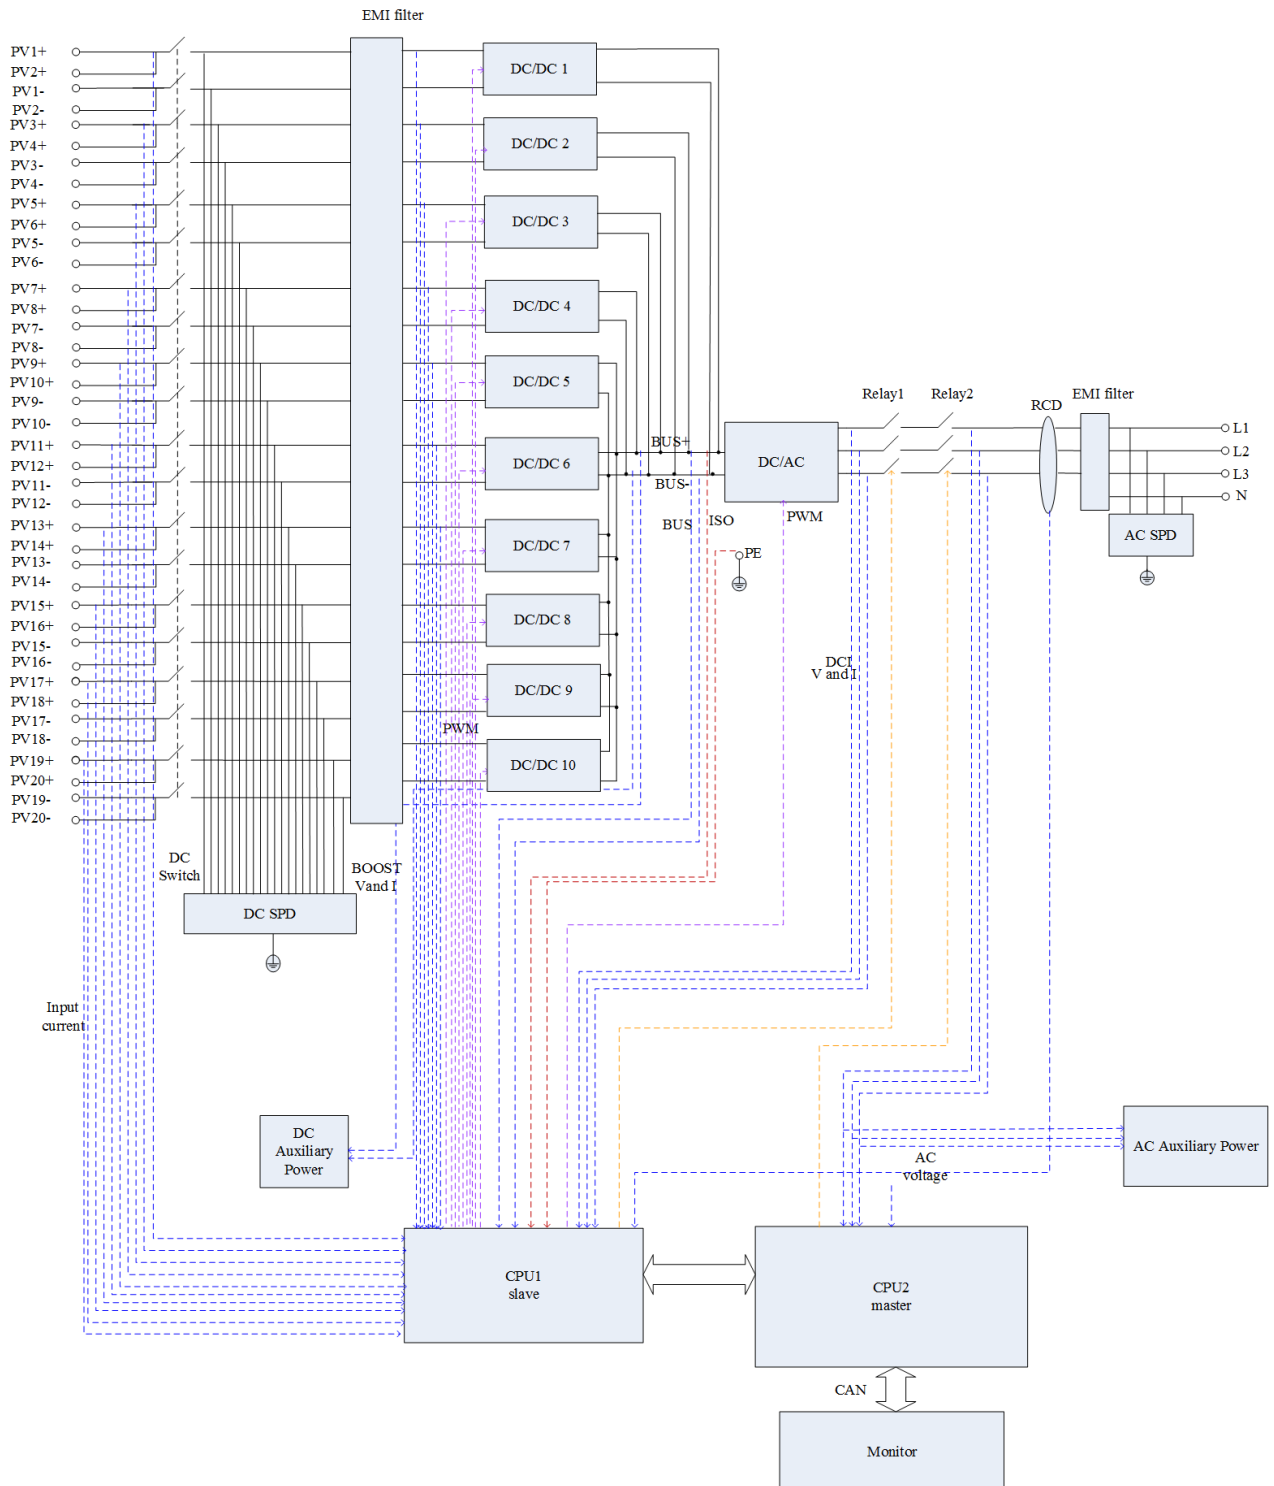 EMI filter
PV1+
PV2+
PV1-
PV2-
PV3+
PV4+
PV3-
PV4-
PV5+
PV6+
PV5-
PV6-
PV7+
PV8+
PV7-
PV8-
PV9+
PV10+
PV9-
PV10-
PV11+
PV12+
PV11-
PV12-
PV13+
PV14+
PV13-
PV14-
PV15+
PV16+
PV15-
PV16-
PV17+
PV18+
PV17-
PV18-
PV19+
PV20+
PV19-
PV20-
DC/DC 1
DC/DC 2
DC/DC 3
DC/DC 4
DC/DC 5
DC/DC 6
DC/DC 7
DC/DC 8
DC/DC 9
PWM
DC/DC 10
BUS+
BUS-
BUS
ISO
PE
DC/AC
PWM
Relay1
Relay2
RCD
EMI filter
L1
L2
L3
N
AC SPD
DCI
V and I
DC
Switch
BOOST
Vand I
DC SPD
Input
current
DC
Auxiliary
Power
AC
voltage
AC Auxiliary Power
CPU1
slave
CPU2
master
CAN
Monitor